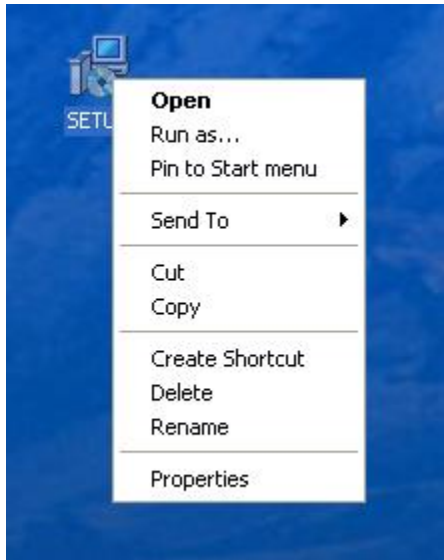 SETU
Open
Run as...
Pin to Start menu
Send To
Cut
Copy
Create Shortcut
Delete
Rename
Properties